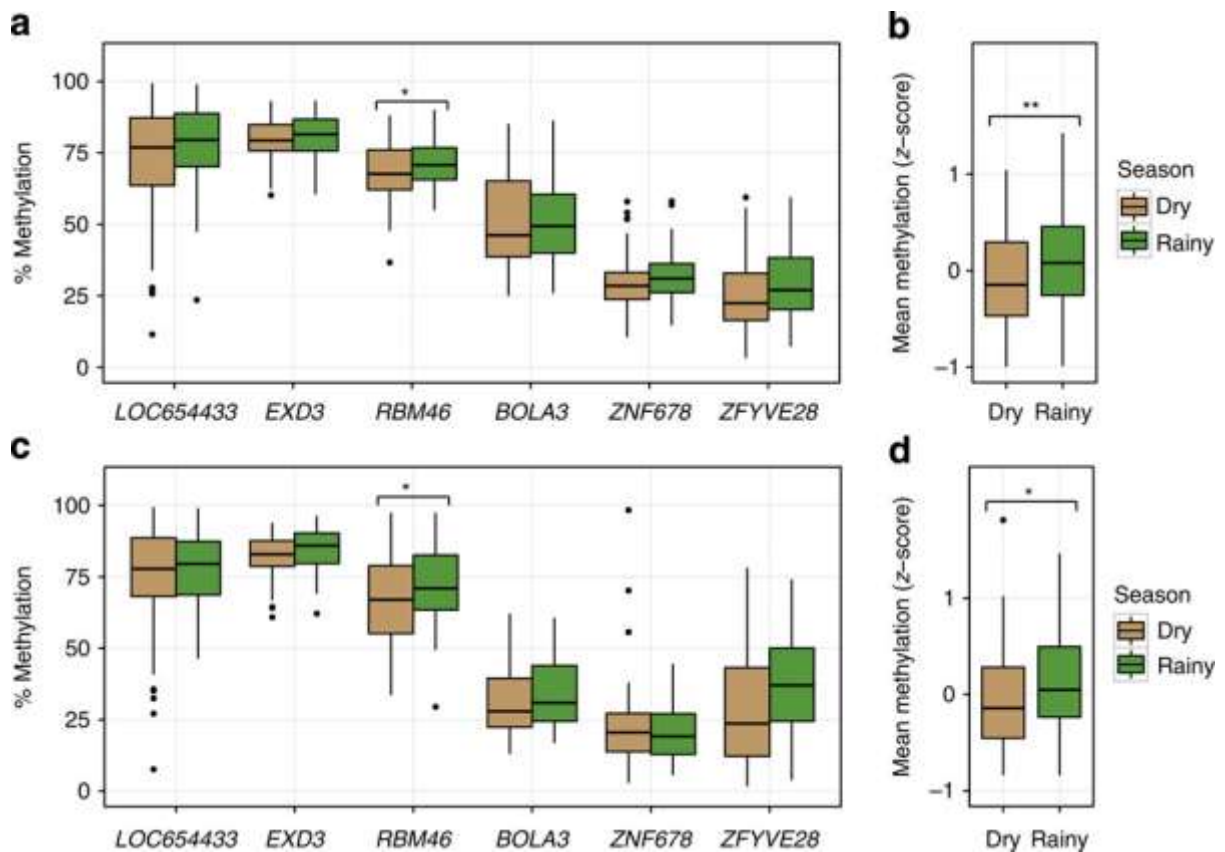 a
% Methylation
100
75
50
25
0
*
LOC654433 EXD3 RBM46 BOLA3 ZNF678 ZFYVE28
b
Mean methylation (z-score)
1
0
−1
**
Dry Rainy
Season
Dry
Rainy
c
% Methylation
100
75
50
25
0
*
LOC654433 EXD3 RBM46 BOLA3 ZNF678 ZFYVE28
d
Mean methylation (z-score)
1
0
−1
*
Dry Rainy
Season
Dry
Rainy